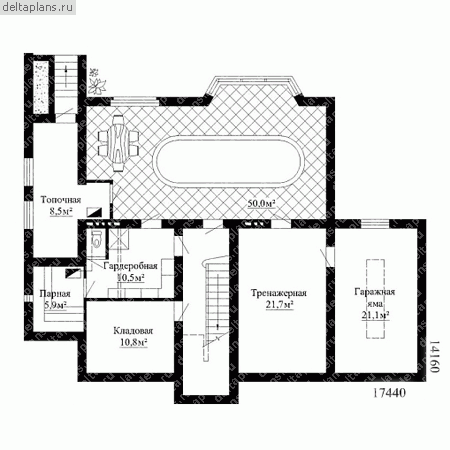 deltaplans.ru
50,0м²
Топочная
8,5м²
Гардеробная
10,5м²
Парная
5,9м²
Тренажерная
21,7м²
Гаражная
яма
21,1м²
Кладовая
10,8м²
14160
17440